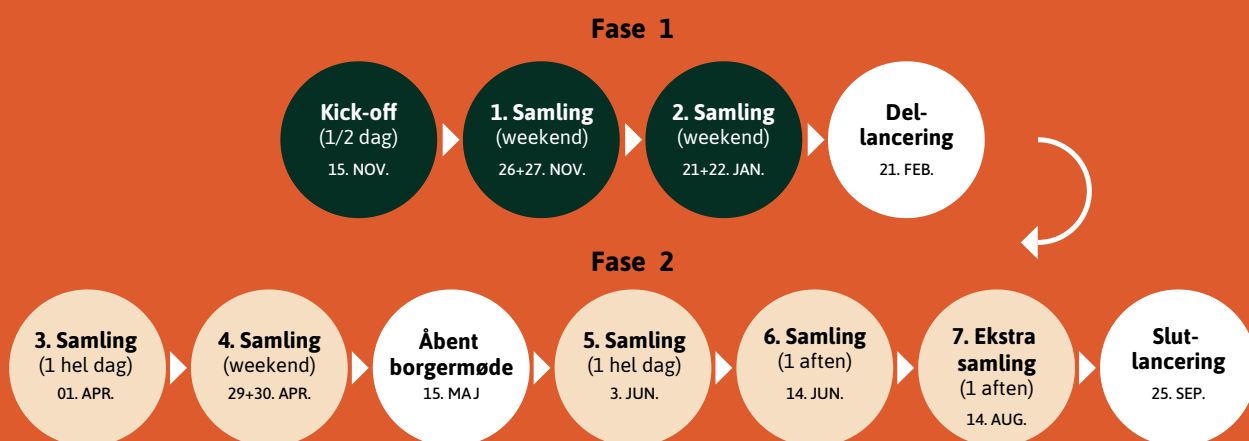 Fase 1
Kick-off
(1/2 dag)
15. NOV.
1. Samling
(weekend)
26+27. NOV.
2. Samling
(weekend)
21+22. JAN.
Del-
lancering
21. FEB.
Fase 2
3. Samling
(1 hel dag)
01. APR.
4. Samling
(weekend)
29+30. APR.
Åbent
borgermøde
15. MAJ
5. Samling
(1 hel dag)
3. JUN.
6. Samling
(1 aften)
14. JUN.
7. Ekstra
samling
(1 aften)
14. AUG.
Slut-
lancering
25. SEP.